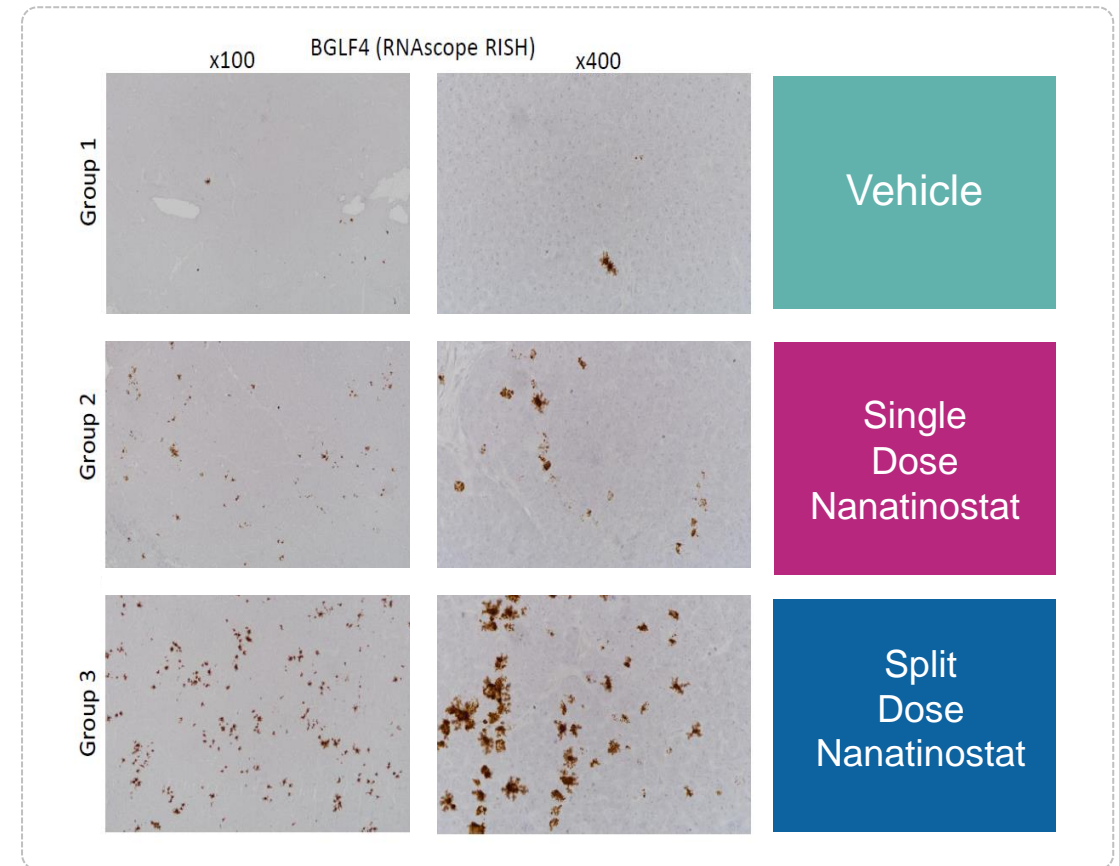 BGLF4 (RNAscope RISH)
x100
x400
Group 1
Vehicle
Group 2
Single
Dose
Nanatinostat
Group 3
Split
Dose
Nanatinostat